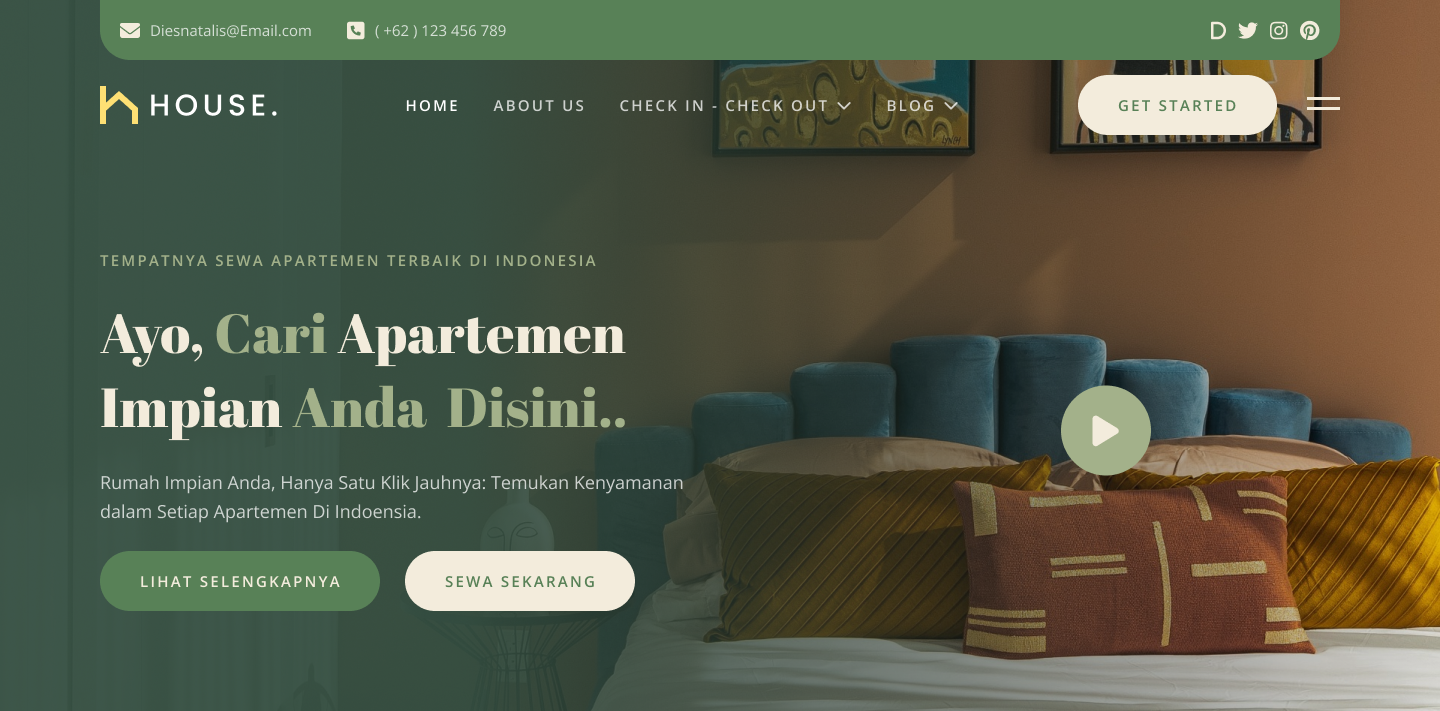 Diesnatalis@Email.com
( +62 ) 123 456 789
HOUSE.
HOME
ABOUT US
CHECK IN - CHECK OUT
BLOG
GET STARTED
TEMPATNYA SEWA APARTEMEN TERBAIK DI INDONESIA
Ayo, Cari Apartemen
Impian Anda Disini..
Rumah Impian Anda, Hanya Satu Klik Jauhnya: Temukan Kenyamanan
dalam Setiap Apartemen Di Indoensia.
LIHAT SELENGKAPNYA
SEWA SEKARANG